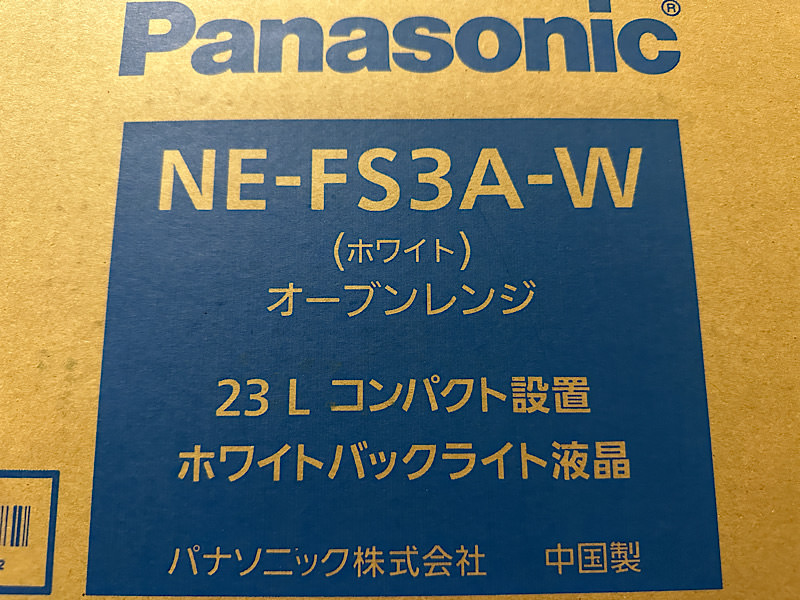 Panasonic®
NE-FS3A-W
(ホワイト)
オーブンレンジ
23 L コンパクト設置
ホワイトバックライト液晶
パナソニック株式会社 中国製
2